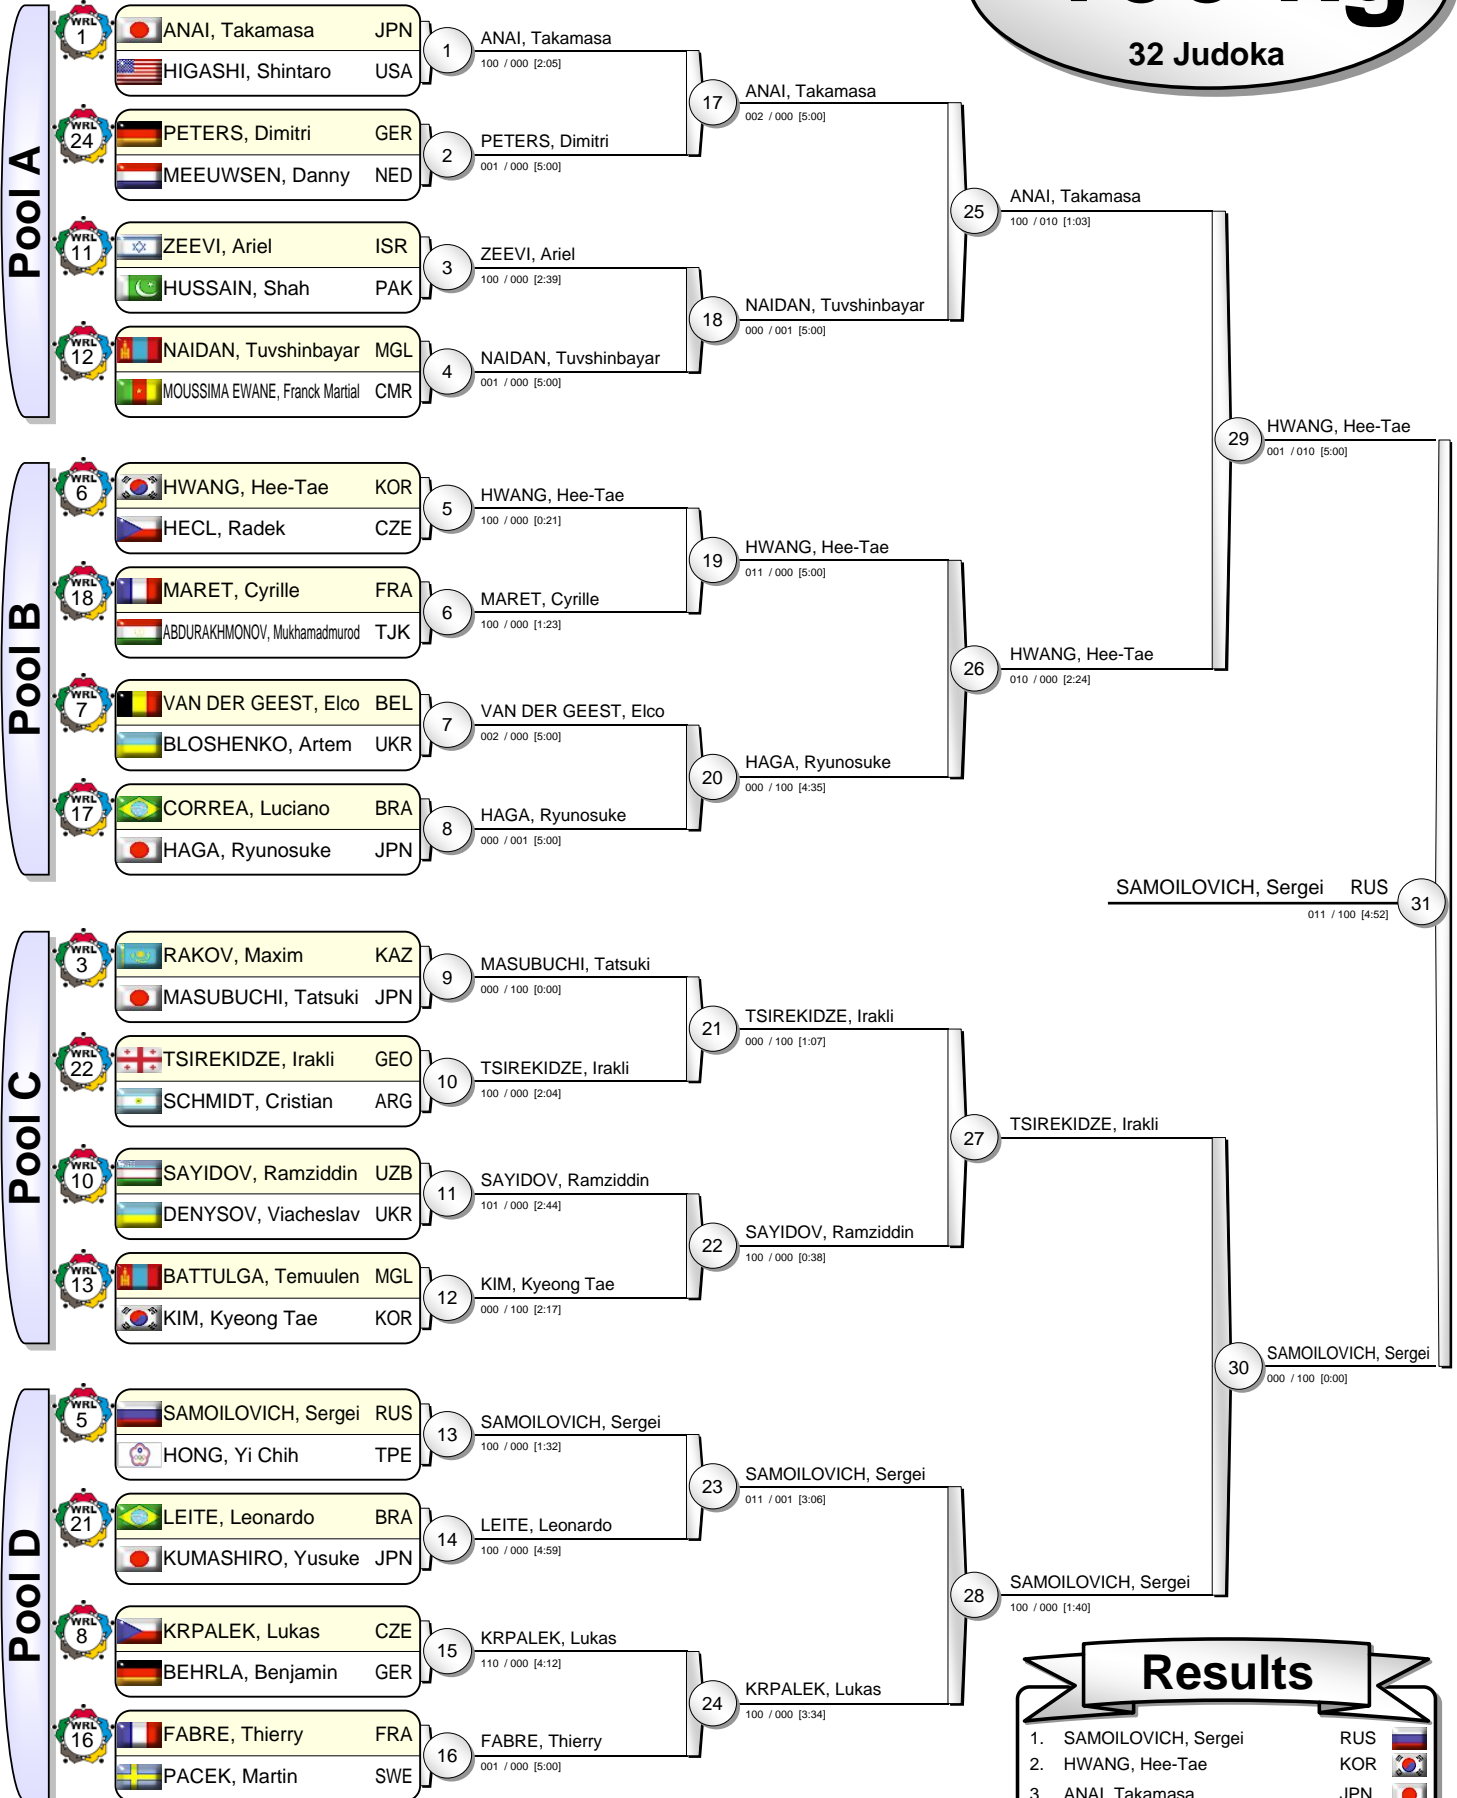 32 Judoka
Pool A
WRL 1
ANAI, Takamasa JPN
HIGASHI, Shintaro USA
WRL 24
PETERS, Dimitri GER
MEEUWSEN, Danny NED
WRL 11
ZEEVI, Ariel ISR
HUSSAIN, Shah PAK
WRL 12
NAIDAN, Tuvshinbayar MGL
MOUSSIMA EWANE, Franck Martial CMR
1 ANAI, Takamasa
100 / 000 [2:05]
2 PETERS, Dimitri
001 / 000 [5:00]
3 ZEEVI, Ariel
100 / 000 [2:39]
4 NAIDAN, Tuvshinbayar
001 / 000 [5:00]
17 ANAI, Takamasa
002 / 000 [5:00]
18 NAIDAN, Tuvshinbayar
000 / 001 [5:00]
25 ANAI, Takamasa
100 / 010 [1:03]
Pool B
WRL 6
HWANG, Hee-Tae KOR
HECL, Radek CZE
WRL 18
MARET, Cyrille FRA
ABDURAKHMONOV, Mukhamadmurod TJK
WRL 7
VAN DER GEEST, Elco BEL
BLOSHENKO, Artem UKR
WRL 17
CORREA, Luciano BRA
HAGA, Ryunosuke JPN
5 HWANG, Hee-Tae
100 / 000 [0:21]
6 MARET, Cyrille
100 / 000 [1:23]
7 VAN DER GEEST, Elco
002 / 000 [5:00]
8 HAGA, Ryunosuke
000 / 001 [5:00]
19 HWANG, Hee-Tae
011 / 000 [5:00]
20 HAGA, Ryunosuke
000 / 100 [4:35]
26 HWANG, Hee-Tae
010 / 000 [2:24]
29 HWANG, Hee-Tae
001 / 010 [5:00]
SAMOILOVICH, Sergei RUS 31
011 / 100 [4:52]
Pool C
WRL 3
RAKOV, Maxim KAZ
MASUBUCHI, Tatsuki JPN
WRL 22
TSIREKIDZE, Irakli GEO
SCHMIDT, Cristian ARG
WRL 10
SAYIDOV, Ramziddin UZB
DENYSOV, Viacheslav UKR
WRL 13
BATTULGA, Temuulen MGL
KIM, Kyeong Tae KOR
9 MASUBUCHI, Tatsuki
000 / 100 [0:00]
10 TSIREKIDZE, Irakli
100 / 000 [2:04]
11 SAYIDOV, Ramziddin
101 / 000 [2:44]
12 KIM, Kyeong Tae
000 / 100 [2:17]
21 TSIREKIDZE, Irakli
000 / 100 [1:07]
22 SAYIDOV, Ramziddin
100 / 000 [0:38]
27 TSIREKIDZE, Irakli
30 SAMOILOVICH, Sergei
000 / 100 [0:00]
Pool D
WRL 5
SAMOILOVICH, Sergei RUS
HONG, Yi Chih TPE
WRL 21
LEITE, Leonardo BRA
KUMASHIRO, Yusuke JPN
WRL 8
KRPALEK, Lukas CZE
BEHRLA, Benjamin GER
WRL 16
FABRE, Thierry FRA
PACEK, Martin SWE
13 SAMOILOVICH, Sergei
100 / 000 [1:32]
14 LEITE, Leonardo
100 / 000 [4:59]
15 KRPALEK, Lukas
110 / 000 [4:12]
16 FABRE, Thierry
001 / 000 [5:00]
23 SAMOILOVICH, Sergei
011 / 001 [3:06]
24 KRPALEK, Lukas
100 / 000 [3:34]
28 SAMOILOVICH, Sergei
100 / 000 [1:40]
Results
1. SAMOILOVICH, Sergei RUS
2. HWANG, Hee-Tae KOR
3. ANAI, Takamasa JPN